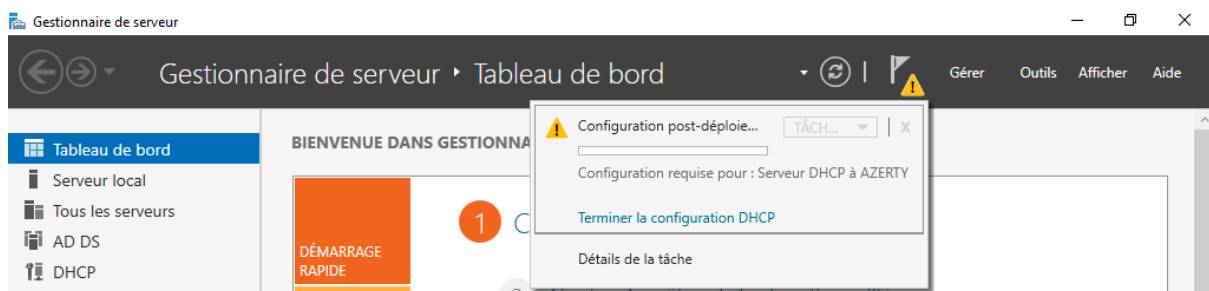 Gestionnaire de serveur
Gestionnaire de serveur ‣ Tableau de bord
Gérer Outils Afficher Aide
Tableau de bord
Serveur local
Tous les serveurs
AD DS
DHCP
BIENVENUE DANS GESTIONNA
DÉMARRAGE
RAPIDE
1 C
Configuration post-déploie... TÂCH... X
Configuration requise pour : Serveur DHCP à AZERTY
Terminer la configuration DHCP
Détails de la tâche